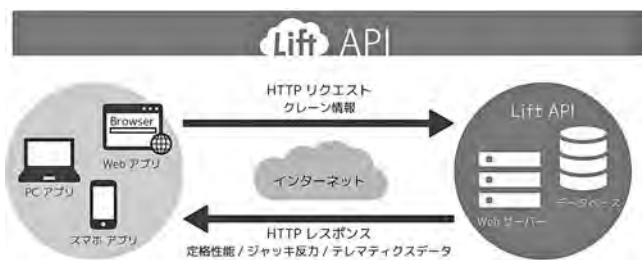 Lift API
HTTP リクエスト
クレーン情報
Browser
Web アプリ
PC アプリ
スマホ アプリ
インターネット
Lift API
Web サーバー
データベース
HTTP レスポンス
定格性能 / ジャッキ反力 / テレマティクスデータ